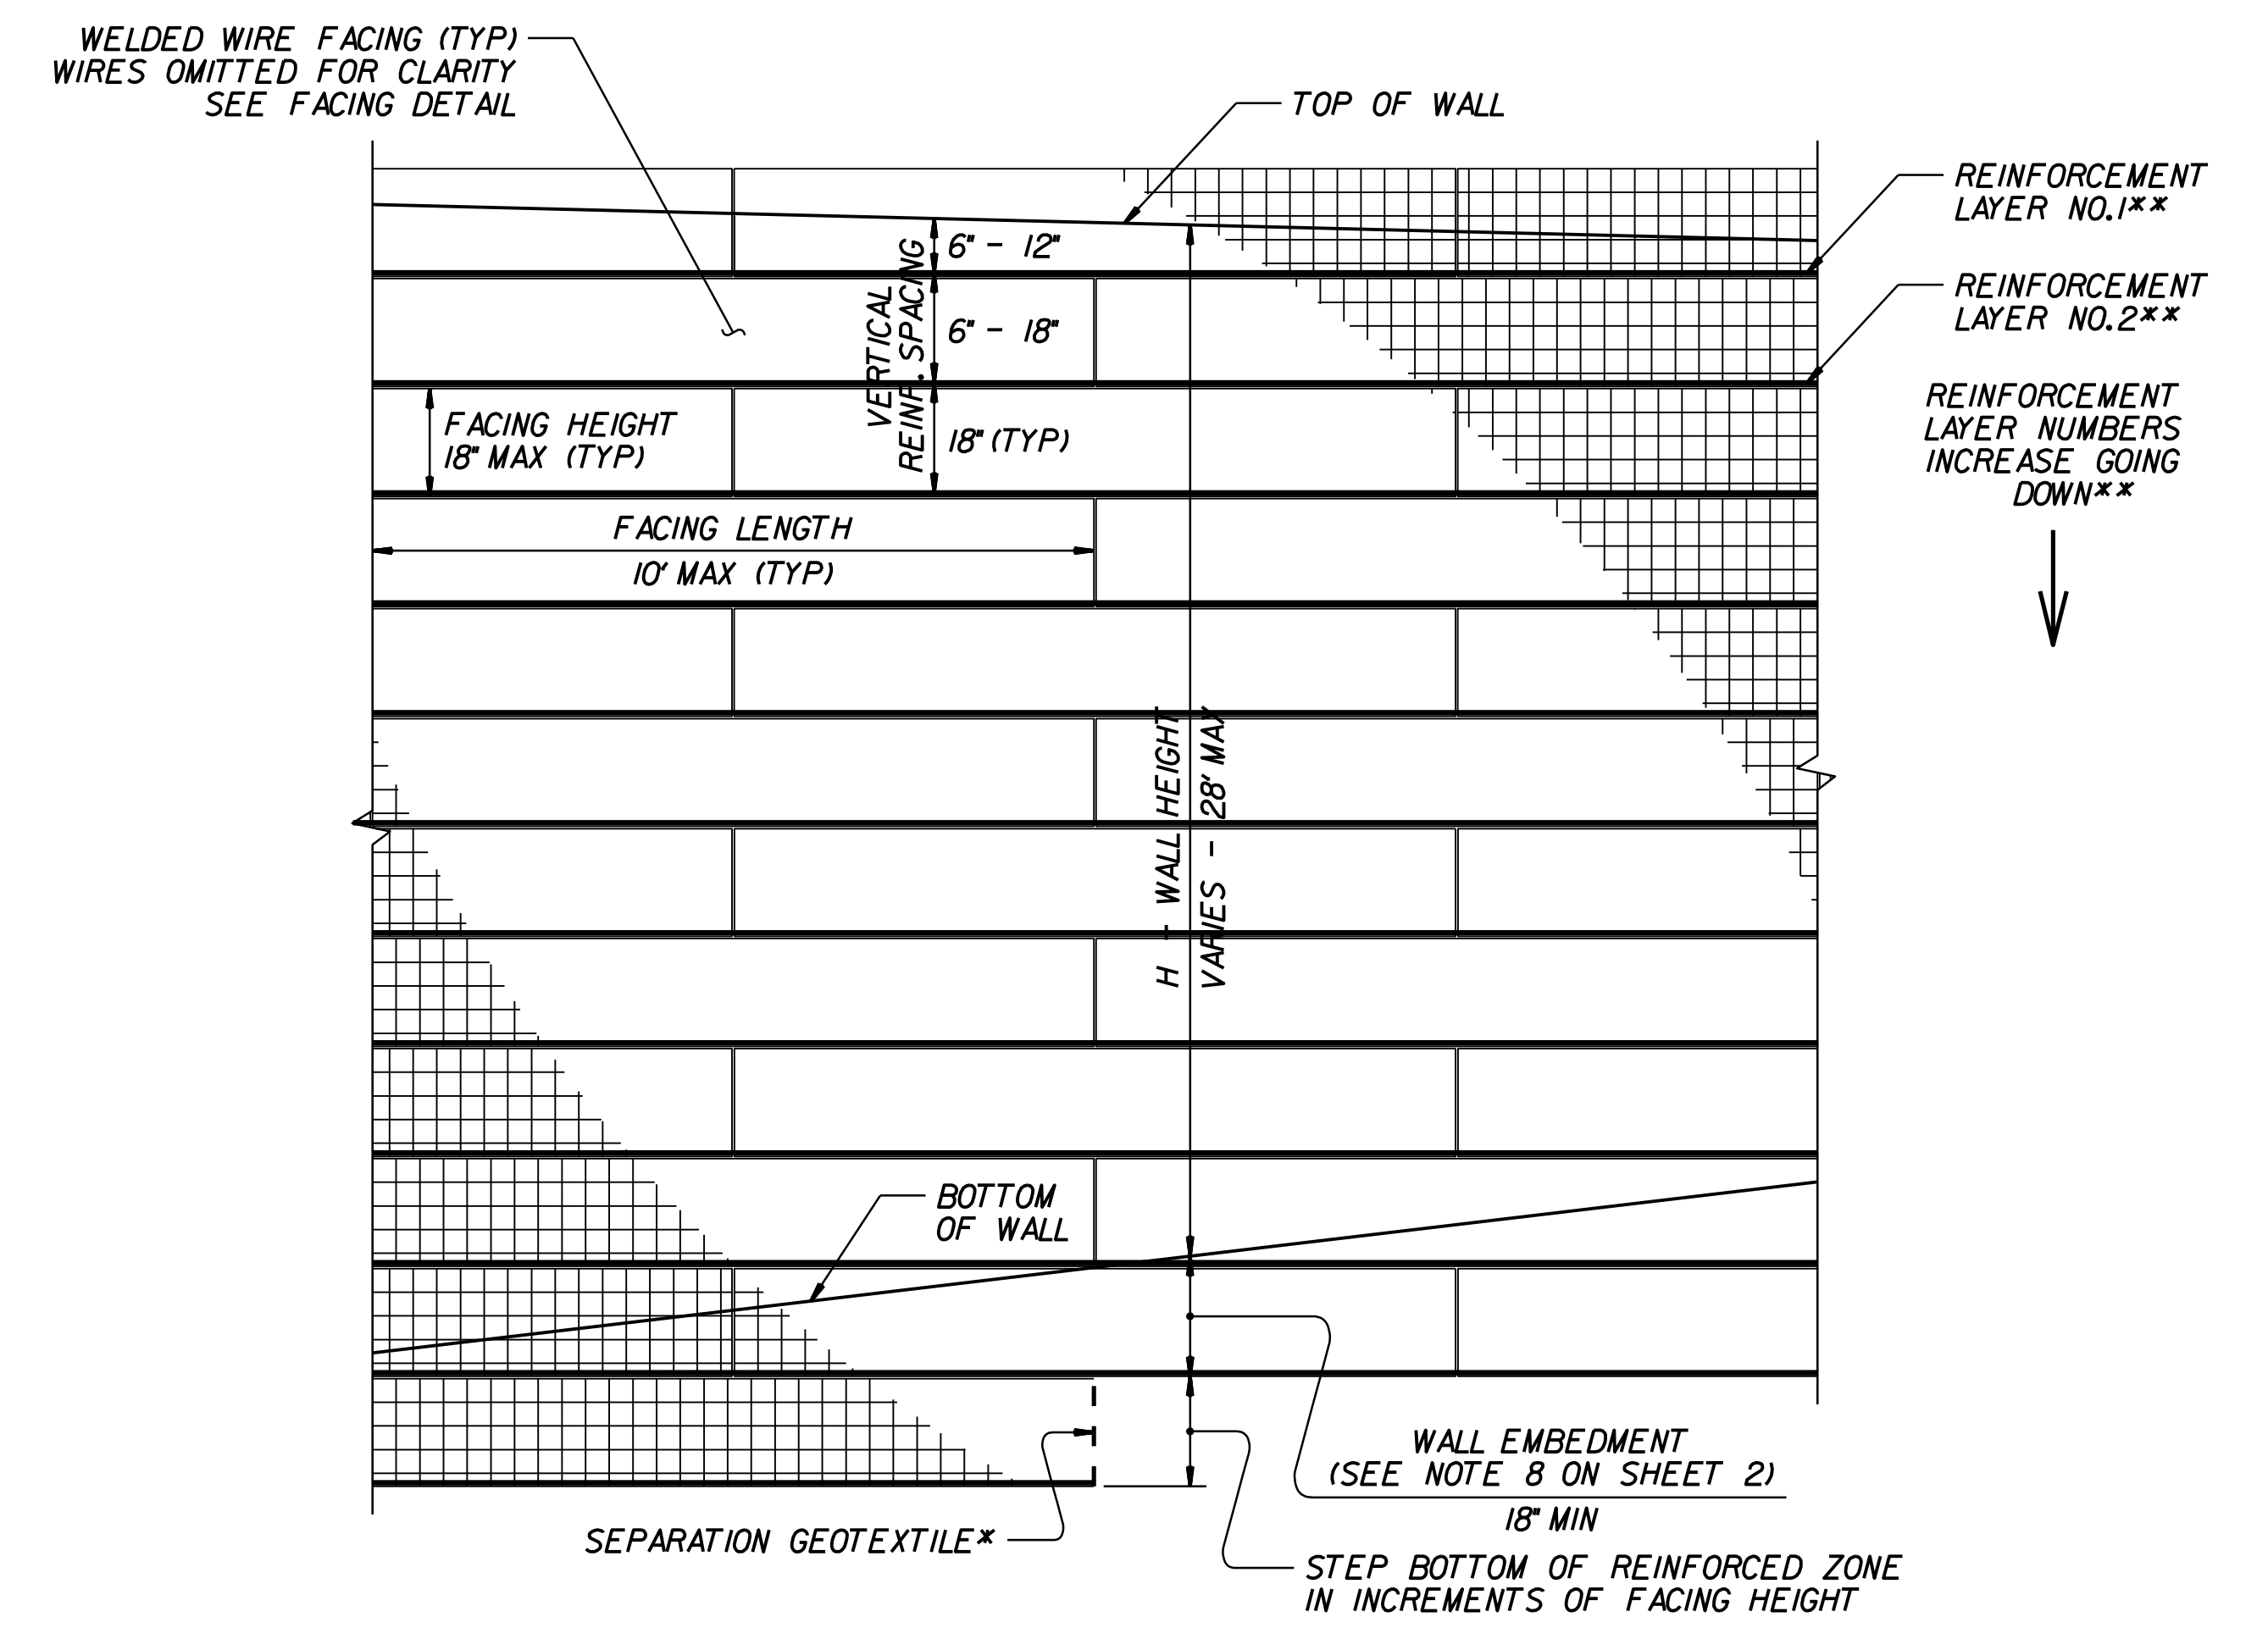 WELDED WIRE FACING (TYP)
WIRES OMITTED FOR CLARITY
SEE FACING DETAIL
TOP OF WALL
REINFORCEMENT
LAYER NO.1**
REINFORCEMENT
LAYER NO.2**
REINFORCEMENT
LAYER NUMBERS
INCREASE GOING
DOWN**
VERTICAL
REINF. SPACING
6" - 12"
6" - 18"
18" (TYP)
FACING HEIGHT
18" MAX (TYP)
FACING LENGTH
10' MAX (TYP)
H - WALL HEIGHT
VARIES - 28' MAX
BOTTOM
OF WALL
WALL EMBEDMENT
(SEE NOTE 8 ON SHEET 2)
18" MIN
SEPARATION GEOTEXTILE*
STEP BOTTOM OF REINFORCED ZONE
IN INCREMENTS OF FACING HEIGHT